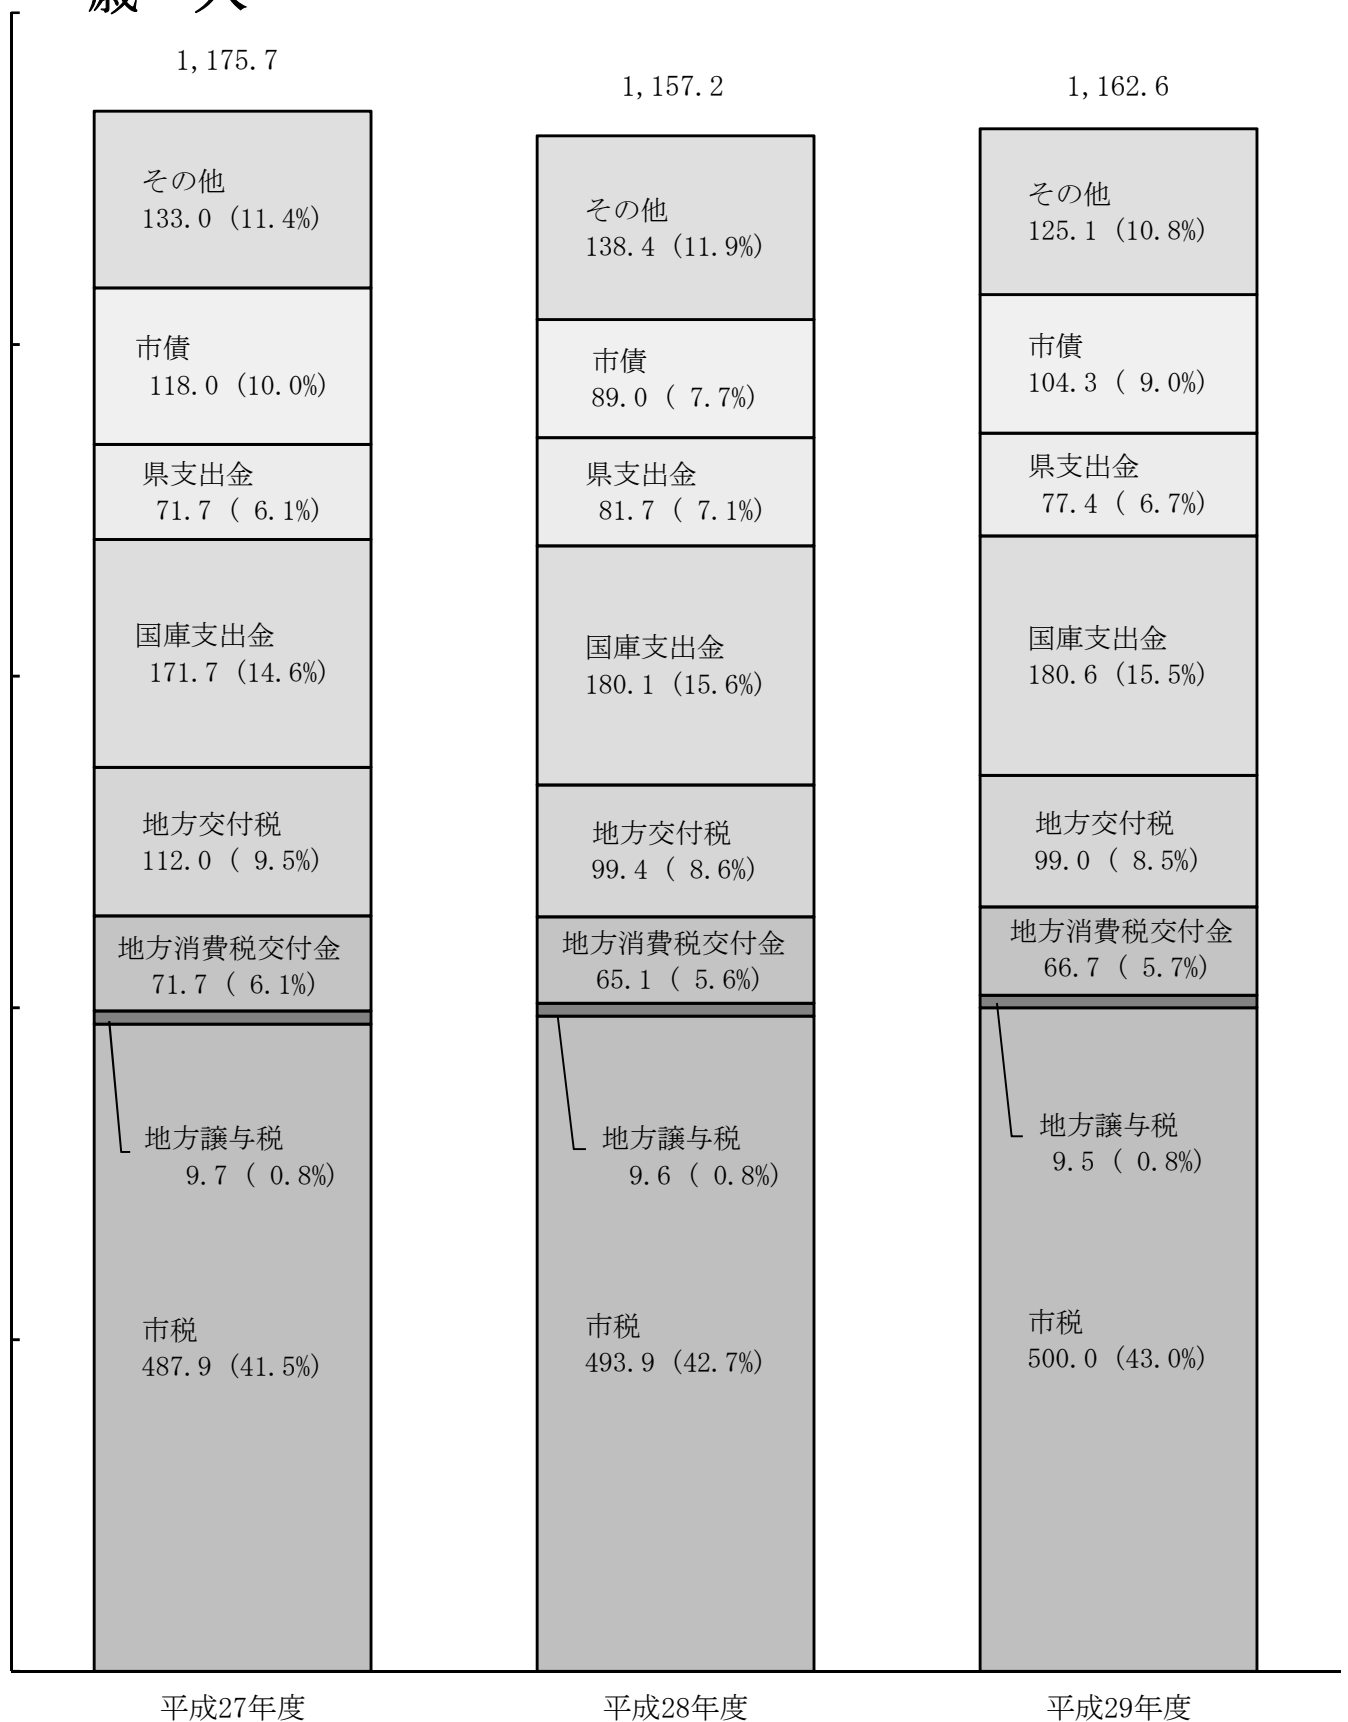 歳 入
1,175.7
1,157.2
1,162.6
その他
133.0 (11.4%)
市債
118.0 (10.0%)
県支出金
71.7 ( 6.1%)
国庫支出金
171.7 (14.6%)
地方交付税
112.0 ( 9.5%)
地方消費税交付金
71.7 ( 6.1%)
地方譲与税
9.7 ( 0.8%)
市税
487.9 (41.5%)
その他
138.4 (11.9%)
市債
89.0 ( 7.7%)
県支出金
81.7 ( 7.1%)
国庫支出金
180.1 (15.6%)
地方交付税
99.4 ( 8.6%)
地方消費税交付金
65.1 ( 5.6%)
地方譲与税
9.6 ( 0.8%)
市税
493.9 (42.7%)
その他
125.1 (10.8%)
市債
104.3 ( 9.0%)
県支出金
77.4 ( 6.7%)
国庫支出金
180.6 (15.5%)
地方交付税
99.0 ( 8.5%)
地方消費税交付金
66.7 ( 5.7%)
地方譲与税
9.5 ( 0.8%)
市税
500.0 (43.0%)
平成27年度
平成28年度
平成29年度